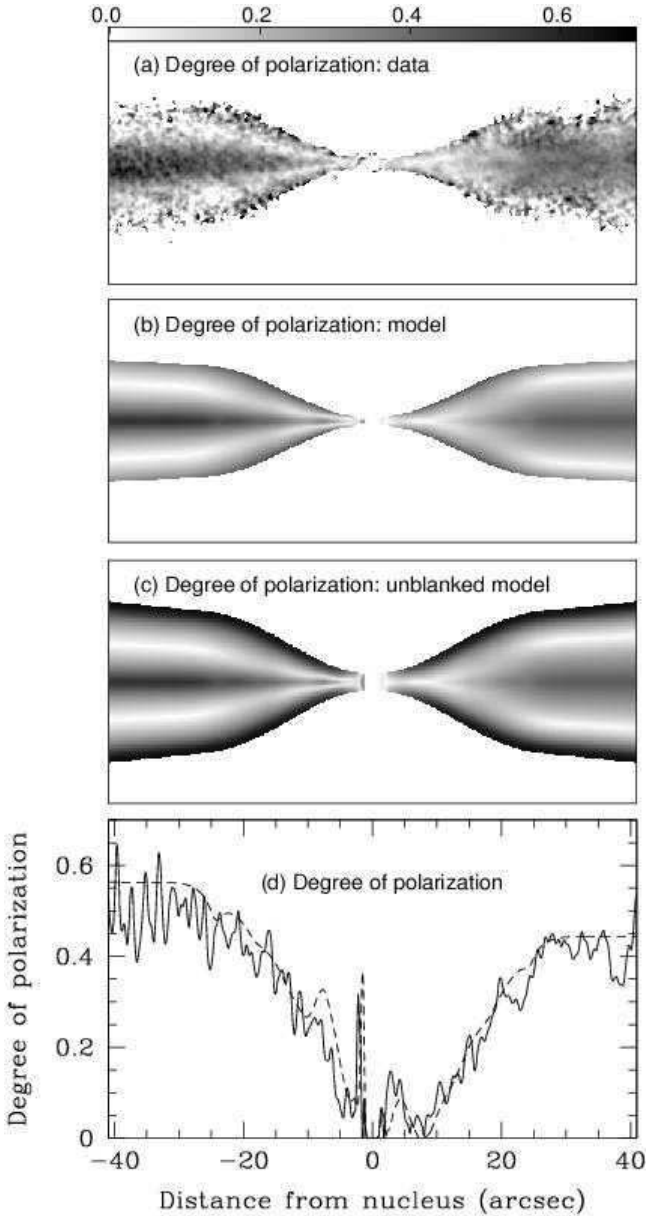 0.0 0.2 0.4 0.6
(a) Degree of polarization: data
(b) Degree of polarization: model
(c) Degree of polarization: unblanked model
(d) Degree of polarization
Degree of polarization
0.6
0.4
0.2
0
−40 −20 0 20 40
Distance from nucleus (arcsec)